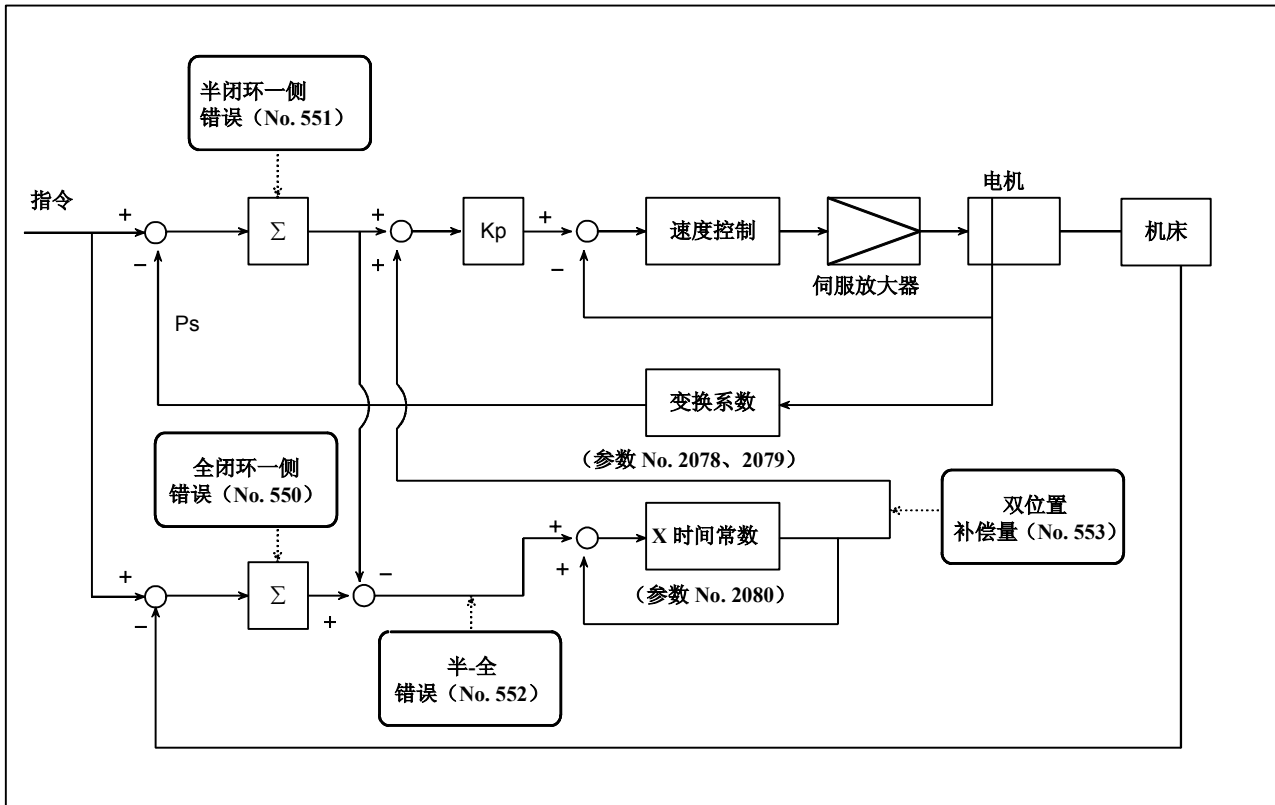 半闭环一侧
错误（No. 551）
指令
+
−
Σ
+
+
Kp
+
−
速度控制
伺服放大器
电机
机床
Ps
变换系数
（参数 No. 2078、2079）
全闭环一侧
错误（No. 550）
+
−
Σ
+
−
+
+
X 时间常数
（参数 No. 2080）
双位置
补偿量（No. 553）
半-全
错误（No. 552）